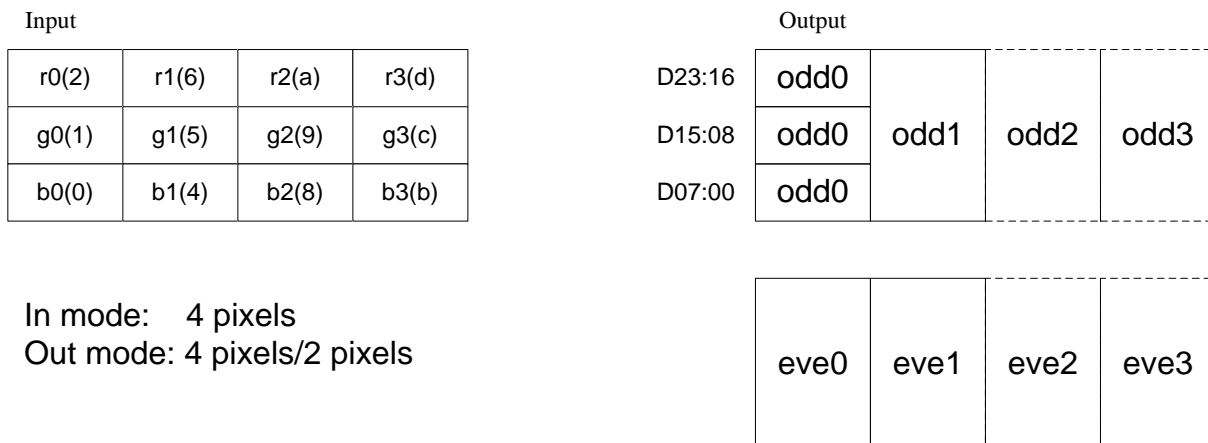 Input
r0(2) r1(6) r2(a) r3(d)
g0(1) g1(5) g2(9) g3(c)
b0(0) b1(4) b2(8) b3(b)
In mode: 4 pixels
Out mode: 4 pixels/2 pixels
Output
D23:16 odd0
D15:08 odd0 odd1 odd2 odd3
D07:00 odd0
eve0 eve1 eve2 eve3